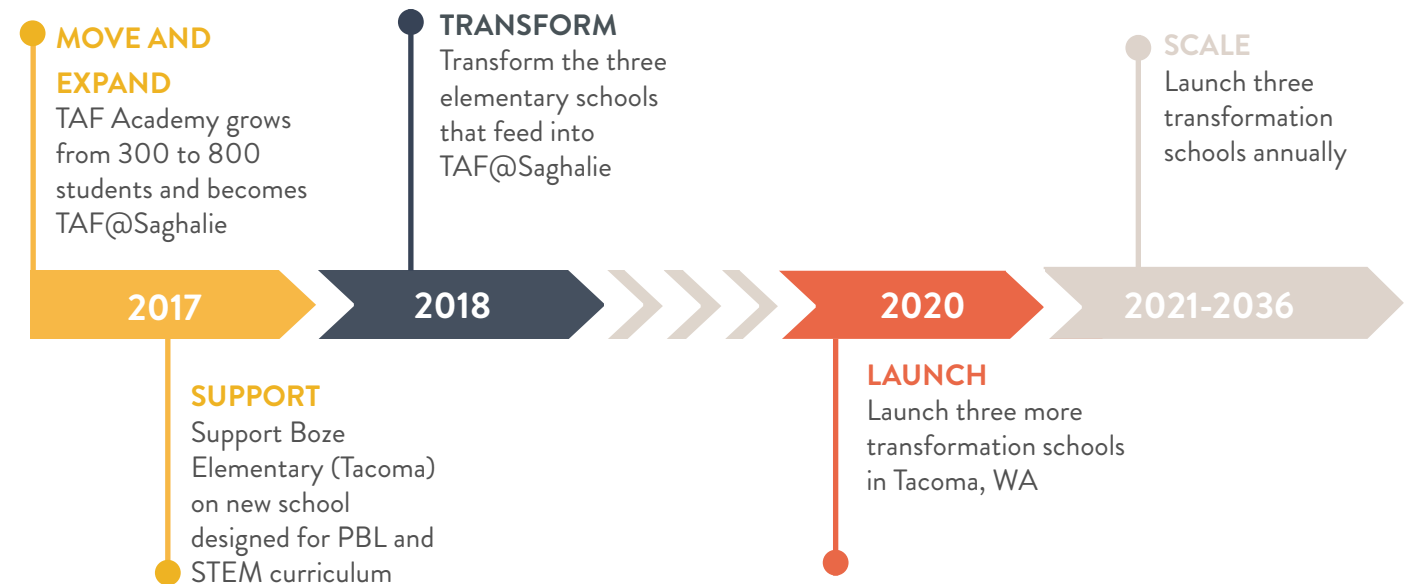 MOVE AND
EXPAND
TAF Academy grows
from 300 to 800
students and becomes
TAF@Saghalie
TRANSFORM
Transform the three
elementary schools
that feed into
TAF@Saghalie
SCALE
Launch three
transformation
schools annually
2017
2018
2020
2021-2036
SUPPORT
Support Boze
Elementary (Tacoma)
on new school
designed for PBL and
STEM curriculum
LAUNCH
Launch three more
transformation schools
in Tacoma, WA